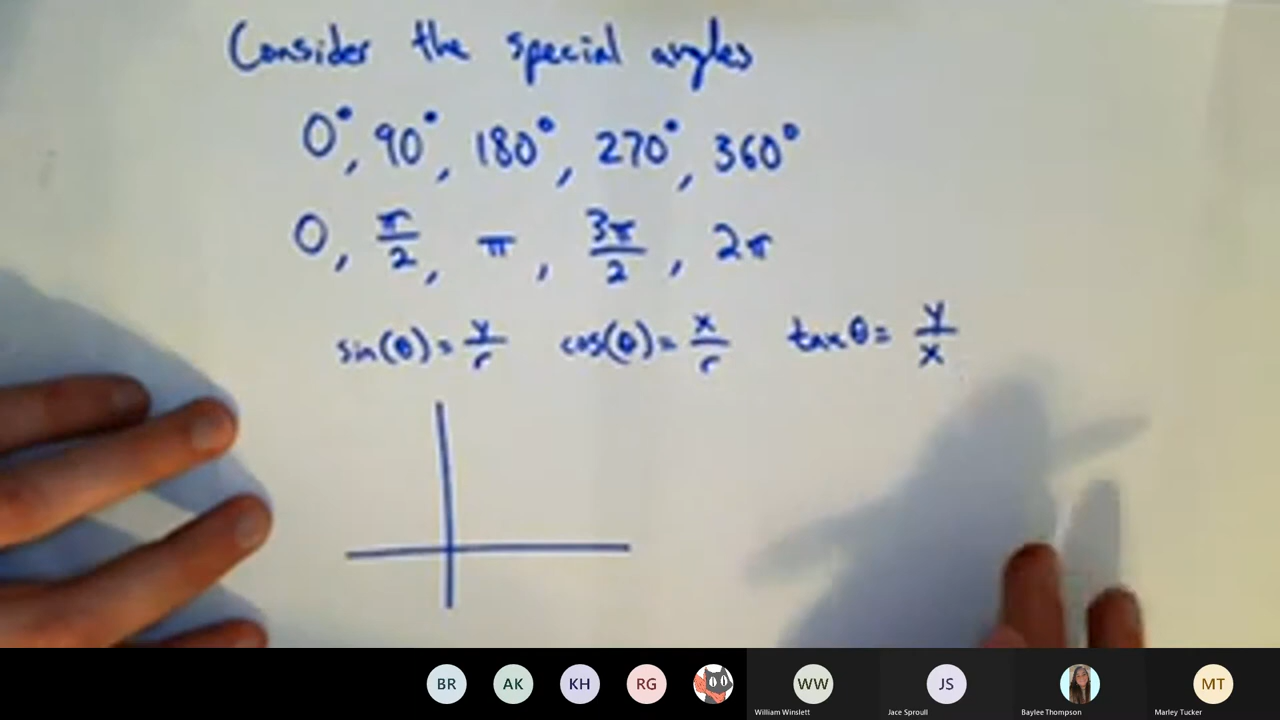 Consider the special angles
0°, 90°, 180°, 270°, 360°
0, π/2, π, 3π/2, 2π
sin(θ) = y/r cos(θ) = x/r tan θ = y/x
BR AK KH RG WW JS MT
William Winslett Jace Sproull Baylee Thompson Marley Tucker